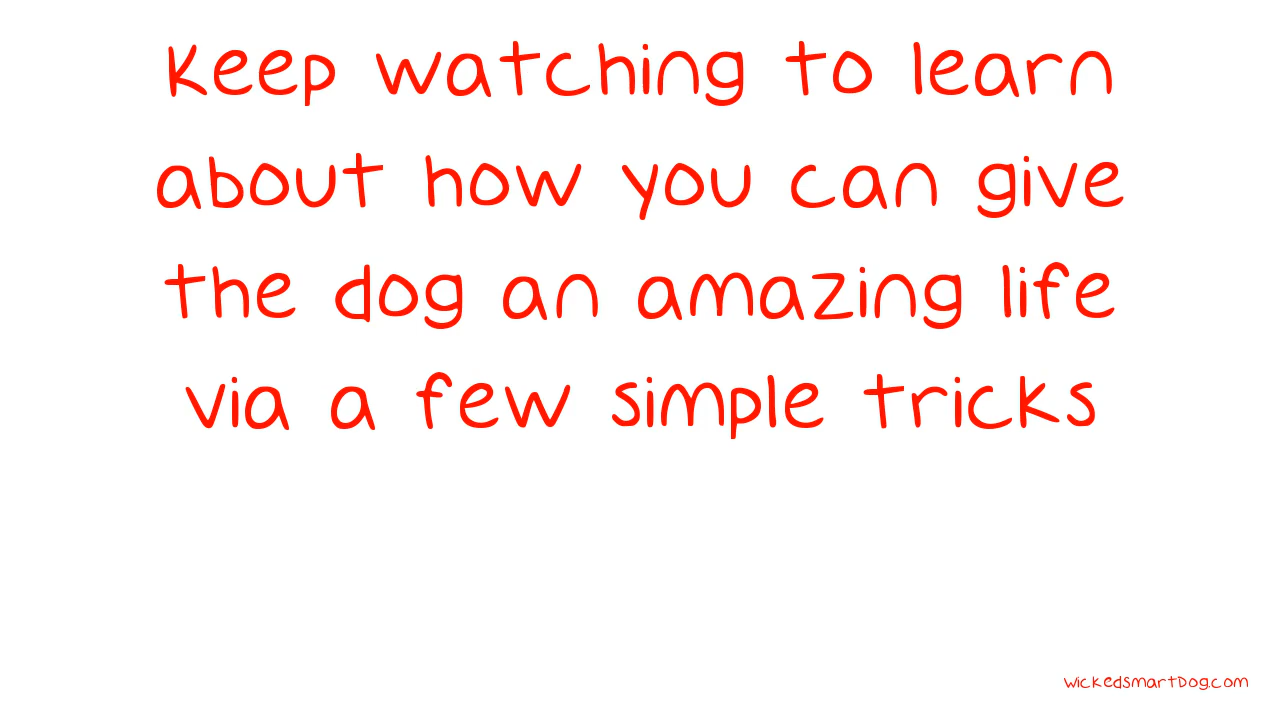 Keep watching to learn
about how you can give
the dog an amazing life
via a few simple tricks
wickedsmartDog.com